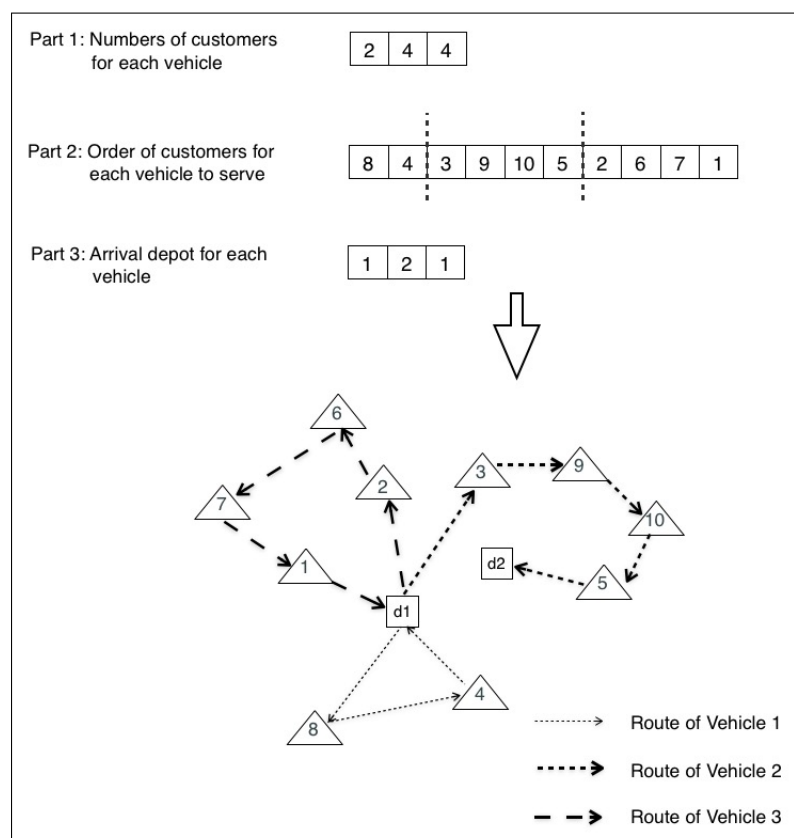 Part 1: Numbers of customers
for each vehicle
2 4 4
Part 2: Order of customers for
each vehicle to serve
8 4 3 9 10 5 2 6 7 1
Part 3: Arrival depot for each
vehicle
1 2 1
6
2
3
9
7
10
1
d2
5
d1
4
8
Route of Vehicle 1
Route of Vehicle 2
Route of Vehicle 3